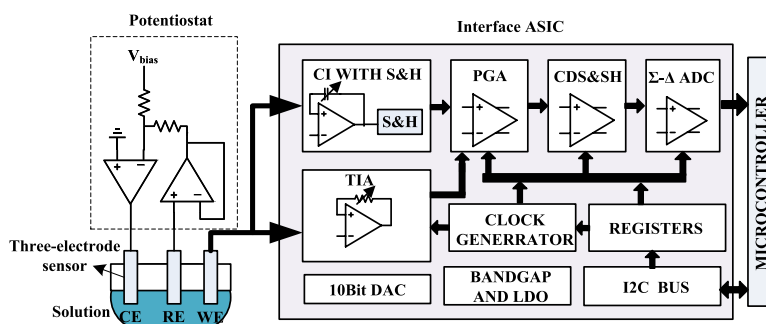 Potentiostat
Interface ASIC
V_bias
CI WITH S&H
PGA
CDS&SH
Σ-Δ ADC
S&H
+
-
+
-
+
-
+
-
+
-
+
-
TIA
+
-
CLOCK
GENERRATOR
REGISTERS
MICROCONTROLLER
Three-electrode
sensor
10Bit DAC
BANDGAP
AND LDO
I2C BUS
Solution
CE
RE
WE